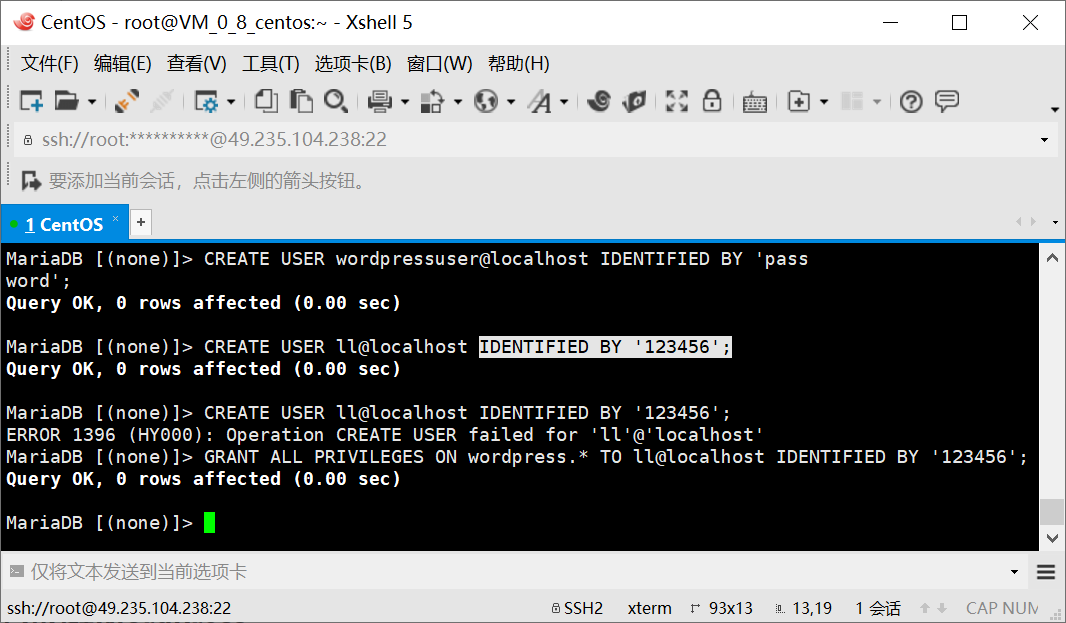 CentOS - root@VM_0_8_centos:~ - Xshell 5
文件(F) 编辑(E) 查看(V) 工具(T) 选项卡(B) 窗口(W) 帮助(H)
ssh://root:**********@49.235.104.238:22
要添加当前会话，点击左侧的箭头按钮。
1 CentOS × +
MariaDB [(none)]> CREATE USER wordpressuser@localhost IDENTIFIED BY 'pass
word';
Query OK, 0 rows affected (0.00 sec)
MariaDB [(none)]> CREATE USER ll@localhost IDENTIFIED BY '123456';
Query OK, 0 rows affected (0.00 sec)
MariaDB [(none)]> CREATE USER ll@localhost IDENTIFIED BY '123456';
ERROR 1396 (HY000): Operation CREATE USER failed for 'll'@'localhost'
MariaDB [(none)]> GRANT ALL PRIVILEGES ON wordpress.* TO ll@localhost IDENTIFIED BY '123456';
Query OK, 0 rows affected (0.00 sec)
MariaDB [(none)]>
仅将文本发送到当前选项卡
ssh://root@49.235.104.238:22 SSH2 xterm 93x13 13,19 1 会话 CAP NUM